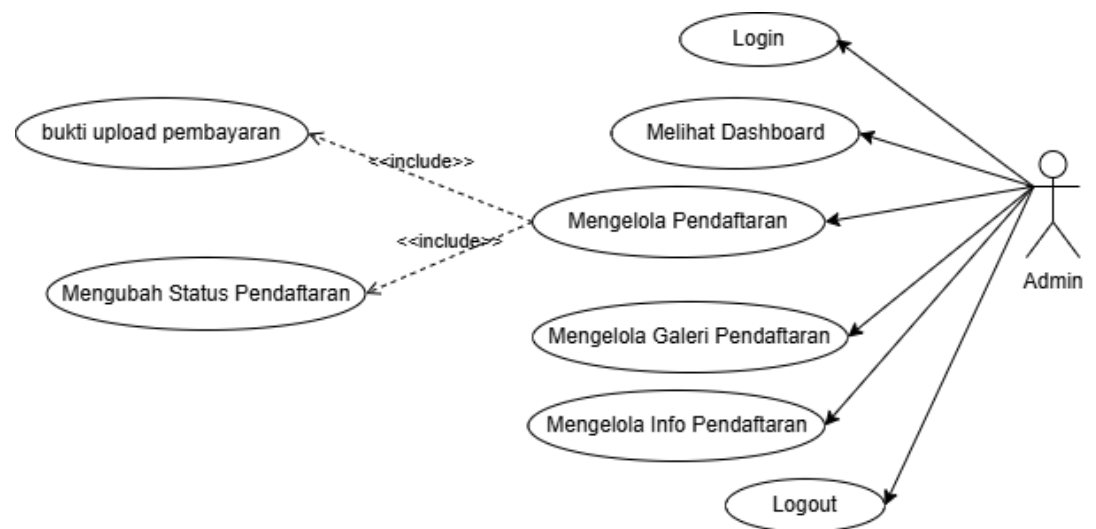 Login
bukti upload pembayaran
Melihat Dashboard
<<include>>
Mengelola Pendaftaran
<<include>>
Admin
Mengubah Status Pendaftaran
Mengelola Galeri Pendaftaran
Mengelola Info Pendaftaran
Logout